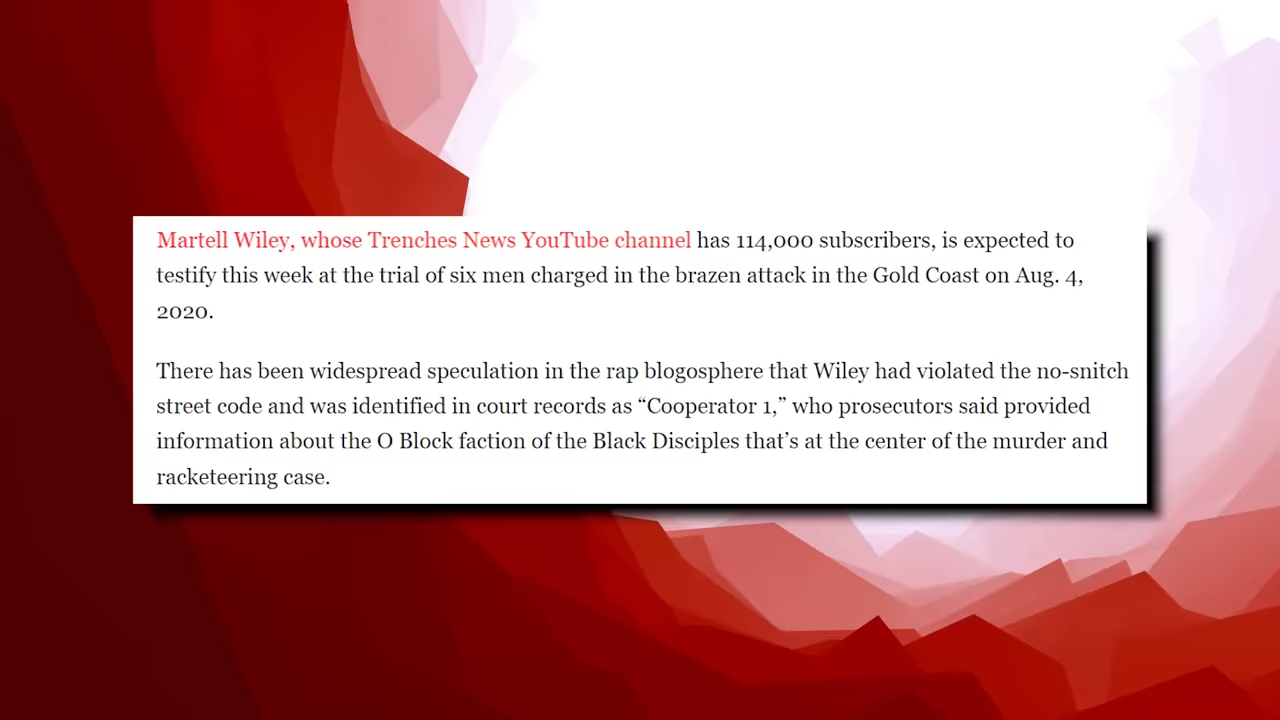 Martell Wiley, whose Trenches News YouTube channel has 114,000 subscribers, is expected to
testify this week at the trial of six men charged in the brazen attack in the Gold Coast on Aug. 4,
2020.
There has been widespread speculation in the rap blogosphere that Wiley had violated the no-snitch
street code and was identified in court records as “Cooperator 1,” who prosecutors said provided
information about the O Block faction of the Black Disciples that’s at the center of the murder and
racketeering case.